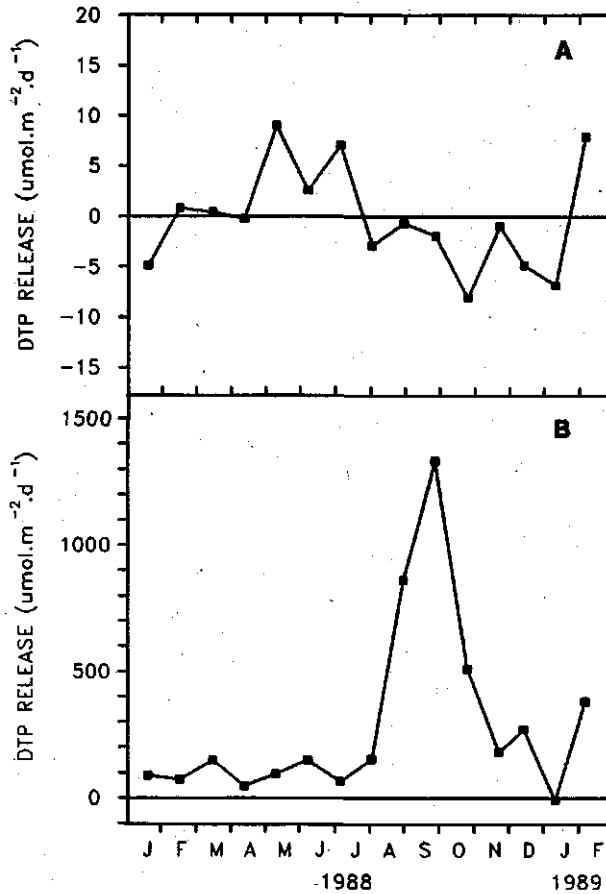 A
DTP RELEASE (umol.m⁻².d⁻¹)
20
15
10
5
0
-5
-10
-15
B
DTP RELEASE (umol.m⁻².d⁻¹)
1500
1000
500
0
J F M A M J J A S O N D J F
1988 1989